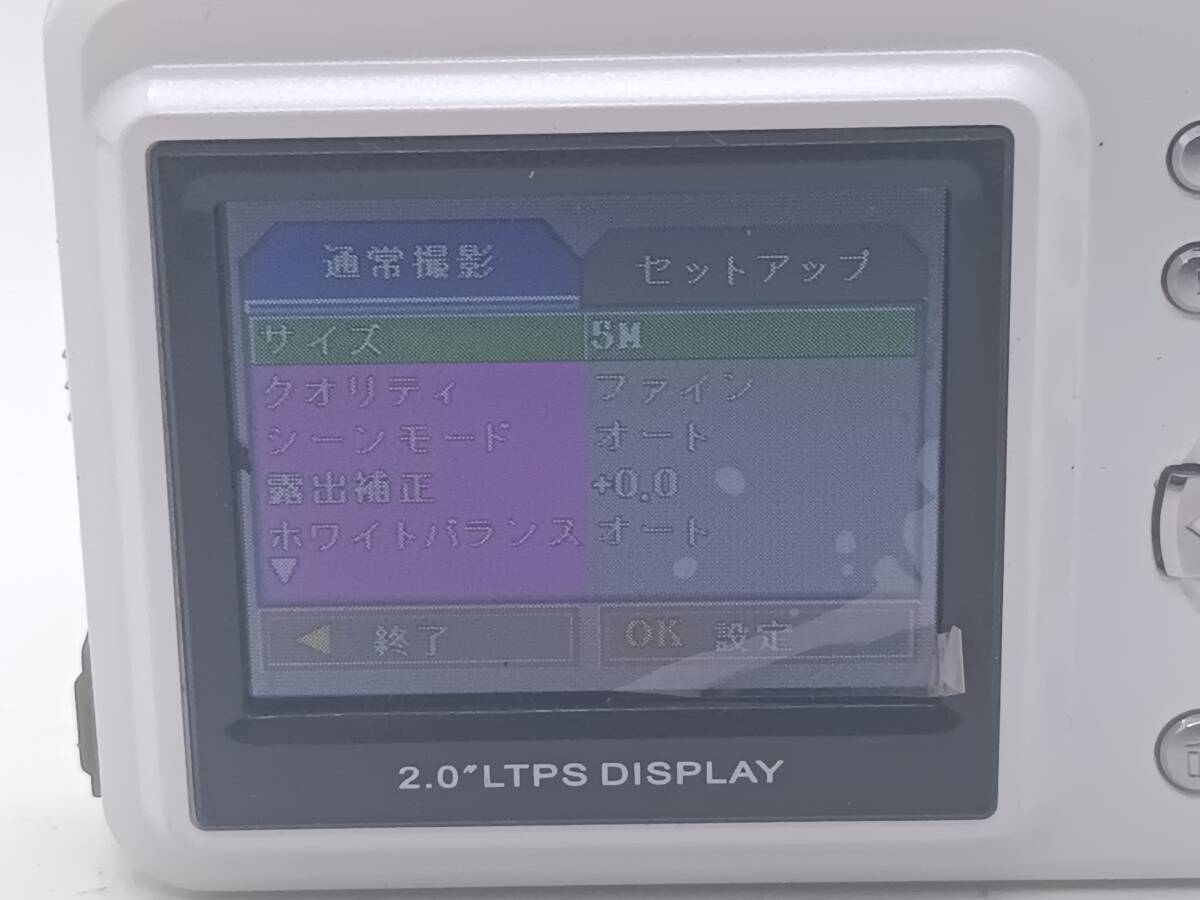 通常撮影 セットアップ
サイズ 5M
クオリティ ファイン
シーンモード オート
露出補正 +0.0
ホワイトバランス オート
▼
◀ 終了 OK 設定
2.0″LTPS DISPLAY